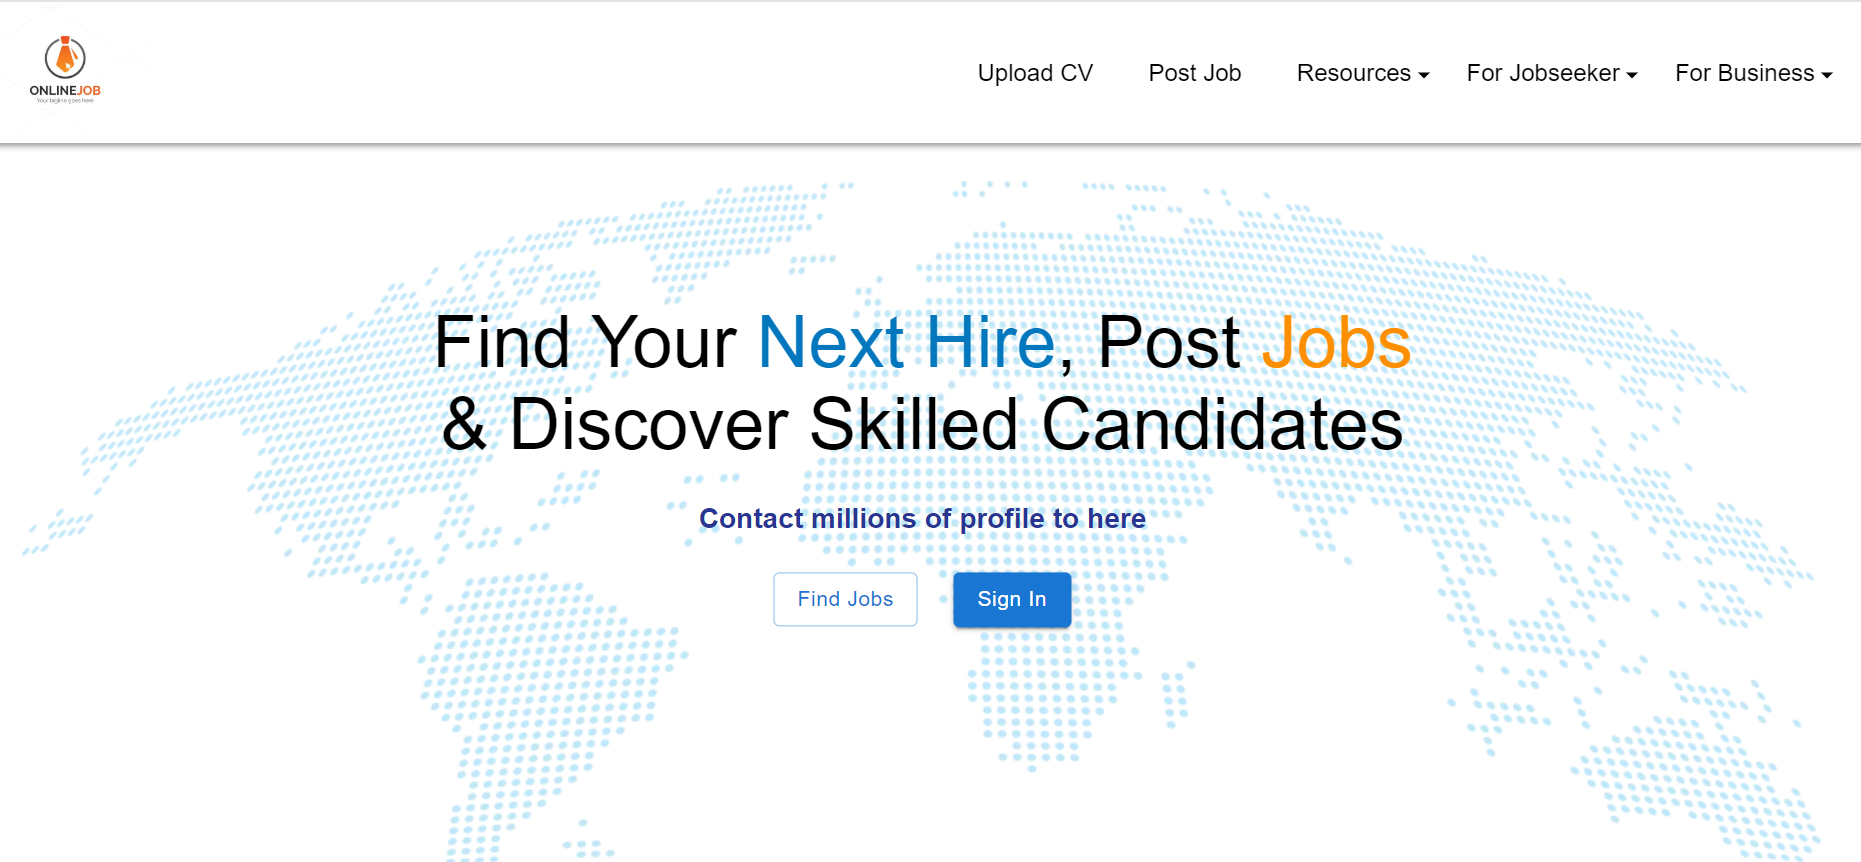 ONLINEJOB
Your tagline goes here
Upload CV
Post Job
Resources
For Jobseeker
For Business
Find Your Next Hire, Post Jobs
& Discover Skilled Candidates
Contact millions of profile to here
Find Jobs
Sign In